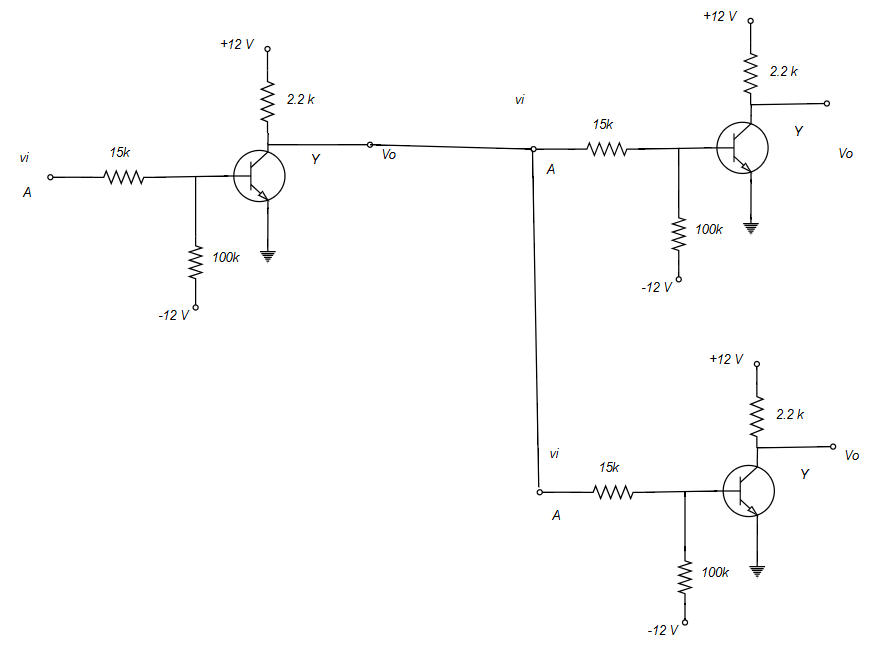 +12 V
2.2 k
15k
vi
A
Y
Vo
100k
-12 V
+12 V
2.2 k
vi
15k
A
Y
Vo
100k
-12 V
+12 V
2.2 k
vi
15k
A
Y
Vo
100k
-12 V